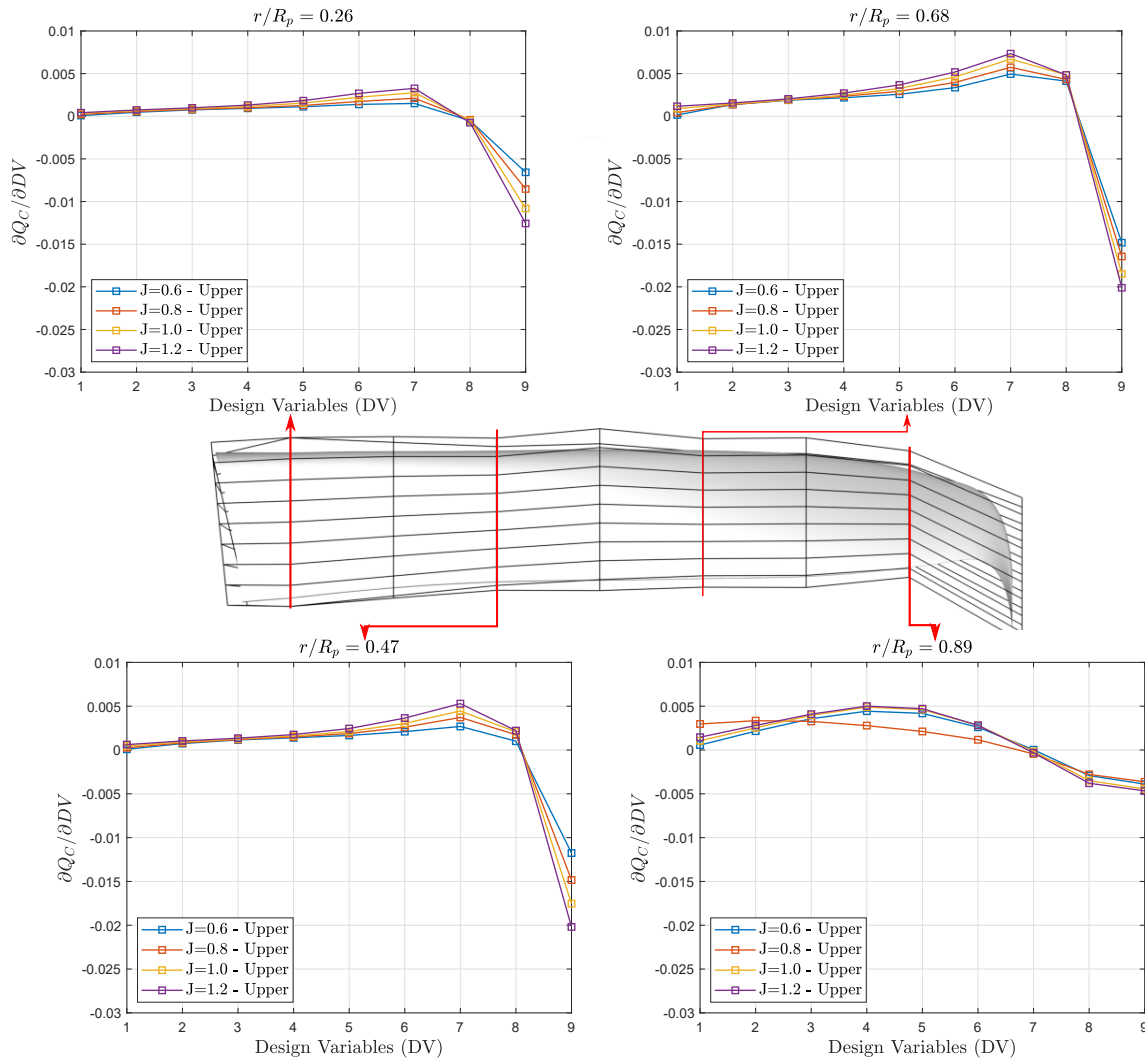 r/R_p = 0.26
0.01
0.005
0
-0.005
-0.01
-0.015
-0.02
-0.025
-0.03
∂Q_C/∂DV
J=0.6 - Upper
J=0.8 - Upper
J=1.0 - Upper
J=1.2 - Upper
1 2 3 4 5 6 7 8 9
Design Variables (DV)
r/R_p = 0.68
0.01
0.005
0
-0.005
-0.01
-0.015
-0.02
-0.025
-0.03
∂Q_C/∂DV
J=0.6 - Upper
J=0.8 - Upper
J=1.0 - Upper
J=1.2 - Upper
1 2 3 4 5 6 7 8 9
Design Variables (DV)
r/R_p = 0.47
0.01
0.005
0
-0.005
-0.01
-0.015
-0.02
-0.025
-0.03
∂Q_C/∂DV
J=0.6 - Upper
J=0.8 - Upper
J=1.0 - Upper
J=1.2 - Upper
1 2 3 4 5 6 7 8 9
Design Variables (DV)
r/R_p = 0.89
0.01
0.005
0
-0.005
-0.01
-0.015
-0.02
-0.025
-0.03
∂Q_C/∂DV
J=0.6 - Upper
J=0.8 - Upper
J=1.0 - Upper
J=1.2 - Upper
1 2 3 4 5 6 7 8 9
Design Variables (DV)